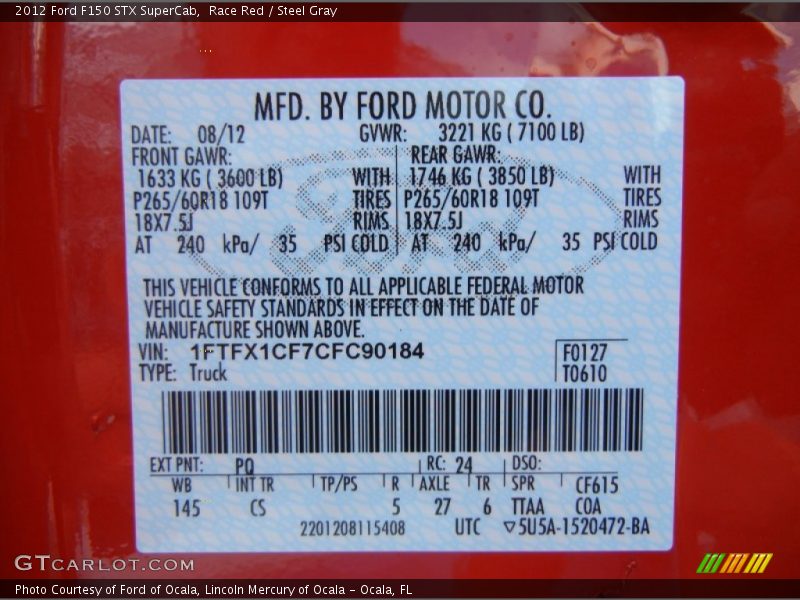 2012 Ford F150 STX SuperCab, Race Red / Steel Gray
MFD. BY FORD MOTOR CO.
DATE: 08/12 GVWR: 3221 KG ( 7100 LB)
FRONT GAWR: REAR GAWR:
1633 KG ( 3600 LB) WITH 1746 KG ( 3850 LB) WITH
P265/60R18 109T TIRES P265/60R18 109T TIRES
18X7.5J RIMS 18X7.5J RIMS
AT 240 kPa/ 35 PSI COLD AT 240 kPa/ 35 PSI COLD
Ford
THIS VEHICLE CONFORMS TO ALL APPLICABLE FEDERAL MOTOR
VEHICLE SAFETY STANDARDS IN EFFECT ON THE DATE OF
MANUFACTURE SHOWN ABOVE.
VIN: 1FTFX1CF7CFC90184 F0127
TYPE: Truck T0610
EXT PNT: PQ RC: 24 DSO:
WB INT TR TP/PS R AXLE TR SPR CF615
145 CS 5 27 6 TTAA COA
2201208115408 UTC ▽5U5A-1520472-BA
GTCARLOT.COM
Photo Courtesy of Ford of Ocala, Lincoln Mercury of Ocala - Ocala, FL